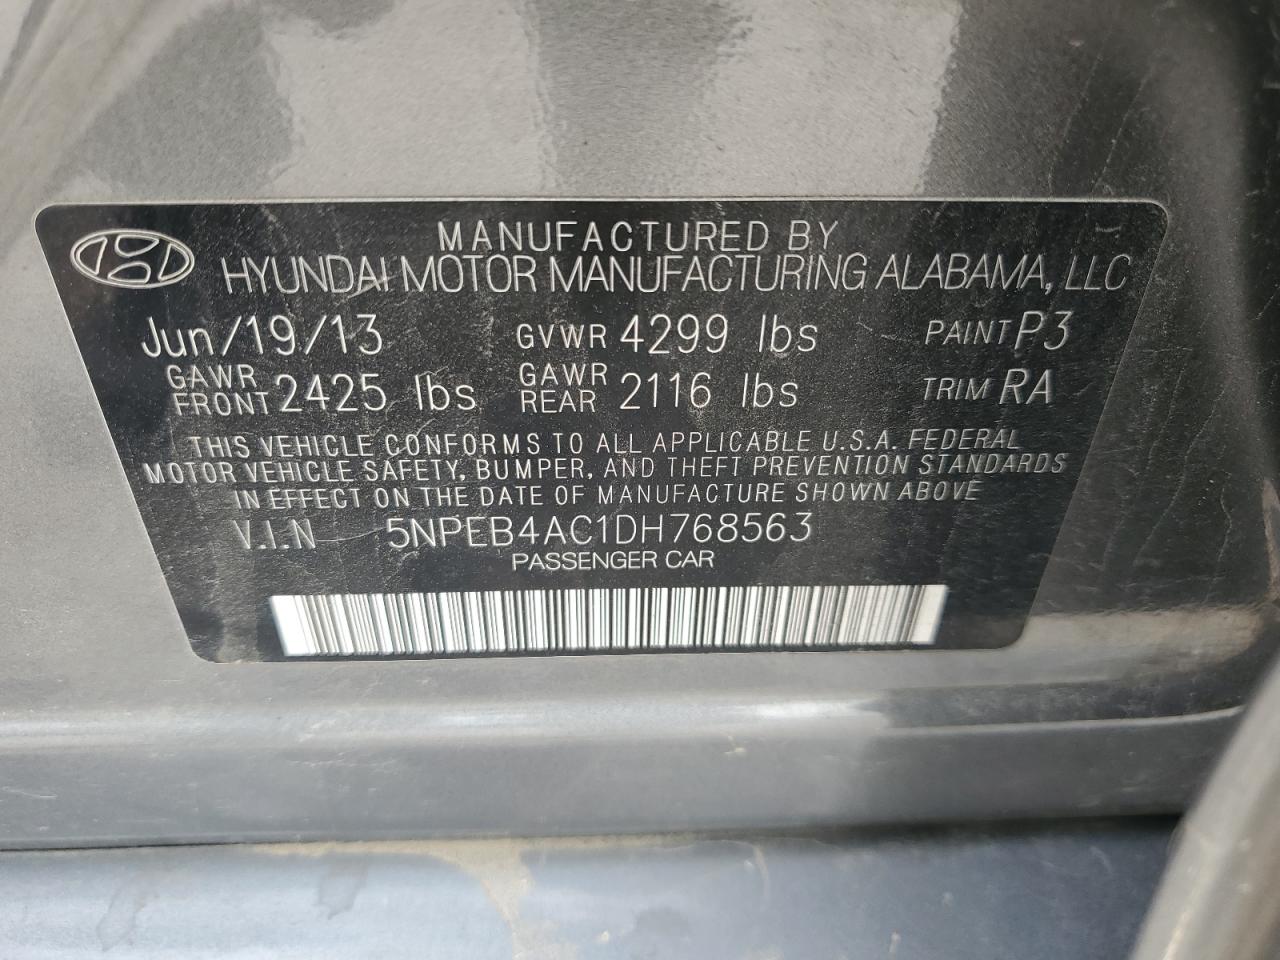 MANUFACTURED BY
HYUNDAI MOTOR MANUFACTURING ALABAMA, LLC
Jun/19/13 GVWR 4299 lbs PAINT P3
GAWR FRONT 2425 lbs GAWR REAR 2116 lbs TRIM RA
THIS VEHICLE CONFORMS TO ALL APPLICABLE U.S.A. FEDERAL
MOTOR VEHICLE SAFETY, BUMPER, AND THEFT PREVENTION STANDARDS
IN EFFECT ON THE DATE OF MANUFACTURE SHOWN ABOVE
V.I.N 5NPEB4AC1DH768563
PASSENGER CAR